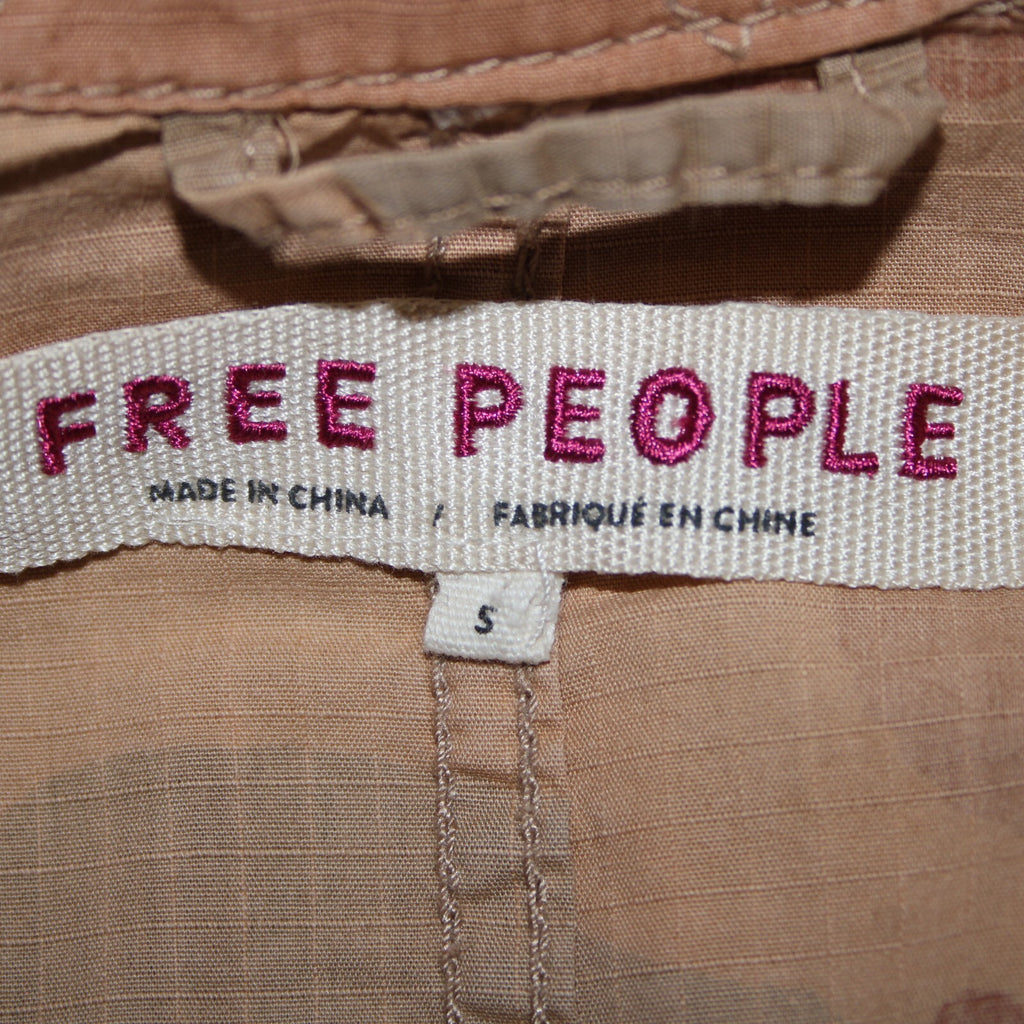 FREE PEOPLE
MADE IN CHINA / FABRIQUÉ EN CHINE
S